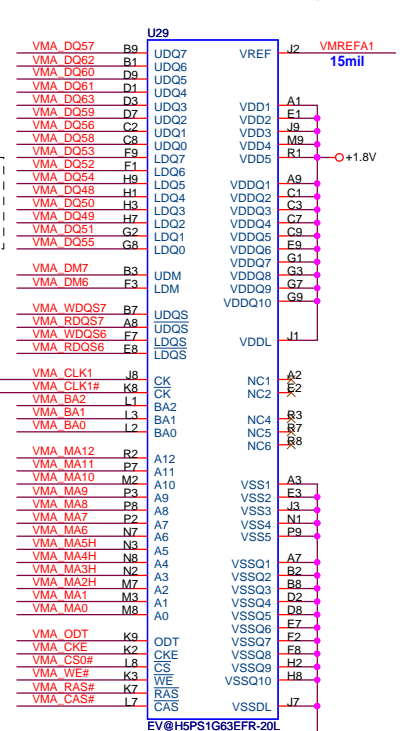 U29
VMA_DQ57 B9 UDQ7
VMA_DQ62 B1 UDQ6
VMA_DQ60 D9 UDQ5
VMA_DQ61 D1 UDQ4
VMA_DQ63 D3 UDQ3
VMA_DQ59 D7 UDQ2
VMA_DQ56 C2 UDQ1
VMA_DQ58 C8 UDQ0
VMA_DQ53 F9 LDQ7
VMA_DQ52 F1 LDQ6
VMA_DQ54 H9 LDQ5
VMA_DQ48 H1 LDQ4
VMA_DQ50 H3 LDQ3
VMA_DQ49 H7 LDQ2
VMA_DQ51 G2 LDQ1
VMA_DQ55 G8 LDQ0
VMA_DM7 B3 UDM
VMA_DM6 F3 LDM
VMA_WDQS7 B7 UDQS
VMA_RDQS7 A8 UDQS
VMA_WDQS6 F7 LDQS
VMA_RDQS6 E8 LDQS
VMA_CLK1 J8 CK
VMA_CLK1# K8 CK
VMA_BA2 L1 BA2
VMA_BA1 L3 BA1
VMA_BA0 L2 BA0
VMA_MA12 R2 A12
VMA_MA11 P7 A11
VMA_MA10 M2 A10
VMA_MA9 P3 A9
VMA_MA8 P8 A8
VMA_MA7 P2 A7
VMA_MA6 N7 A6
VMA_MA5H N3 A5
VMA_MA4H N8 A4
VMA_MA3H N2 A3
VMA_MA2H M7 A2
VMA_MA1 M3 A1
VMA_MA0 M8 A0
VMA_ODT K9 ODT
VMA_CKE K2 CKE
VMA_CS0# L8 CS
VMA_WE# K3 WE
VMA_RAS# K7 RAS
VMA_CAS# L7 CAS
VREF J2 VMREFA1
15mil
VDD1 A1
VDD2 E1
VDD3 J9
VDD4 M9
VDD5 R1 +1.8V
VDDQ1 A9
VDDQ2 C1
VDDQ3 C3
VDDQ4 C7
VDDQ5 C9
VDDQ6 E9
VDDQ7 G1
VDDQ8 G3
VDDQ9 G7
VDDQ10 G9
VDDL J1
NC1 A2
NC2 E2
NC4 R3
NC5 R7
NC6 R8
VSS1 A3
VSS2 E3
VSS3 J3
VSS4 N1
VSS5 P9
VSSQ1 A7
VSSQ2 B2
VSSQ3 B8
VSSQ4 D2
VSSQ5 D8
VSSQ6 E7
VSSQ7 F2
VSSQ8 F8
VSSQ9 H2
VSSQ10 H8
VSSDL J7
EV@H5PS1G63EFR-20L